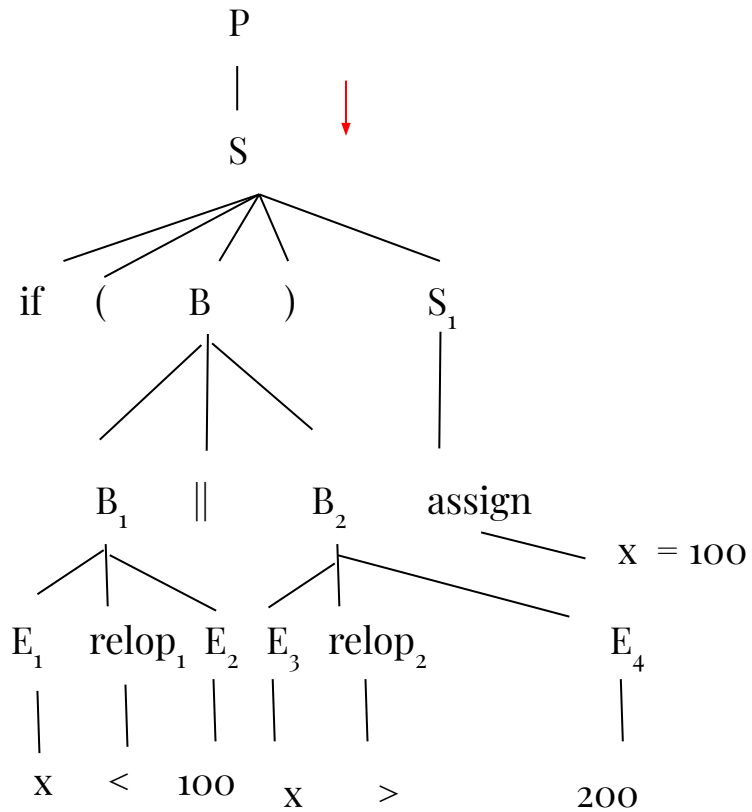 P
S
if ( B ) S₁
B₁ || B₂ assign
x = 100
E₁ relop₁ E₂ E₃ relop₂ E₄
x < 100 x > 200